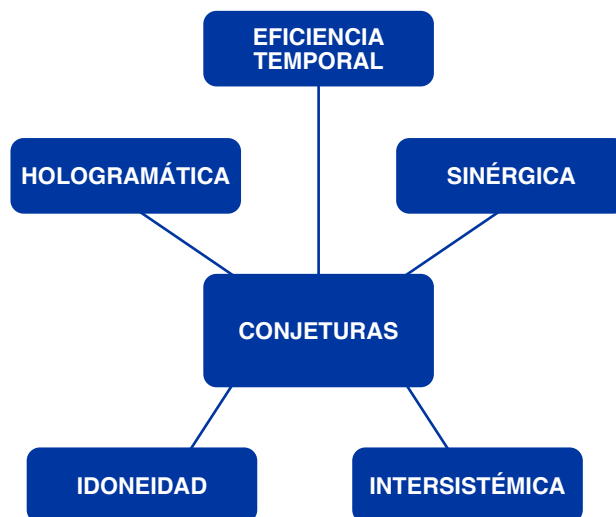 EFICIENCIA
TEMPORAL
HOLOGRAMÁTICA
SINÉRGICA
CONJETURAS
IDONEIDAD
INTERSISTÉMICA